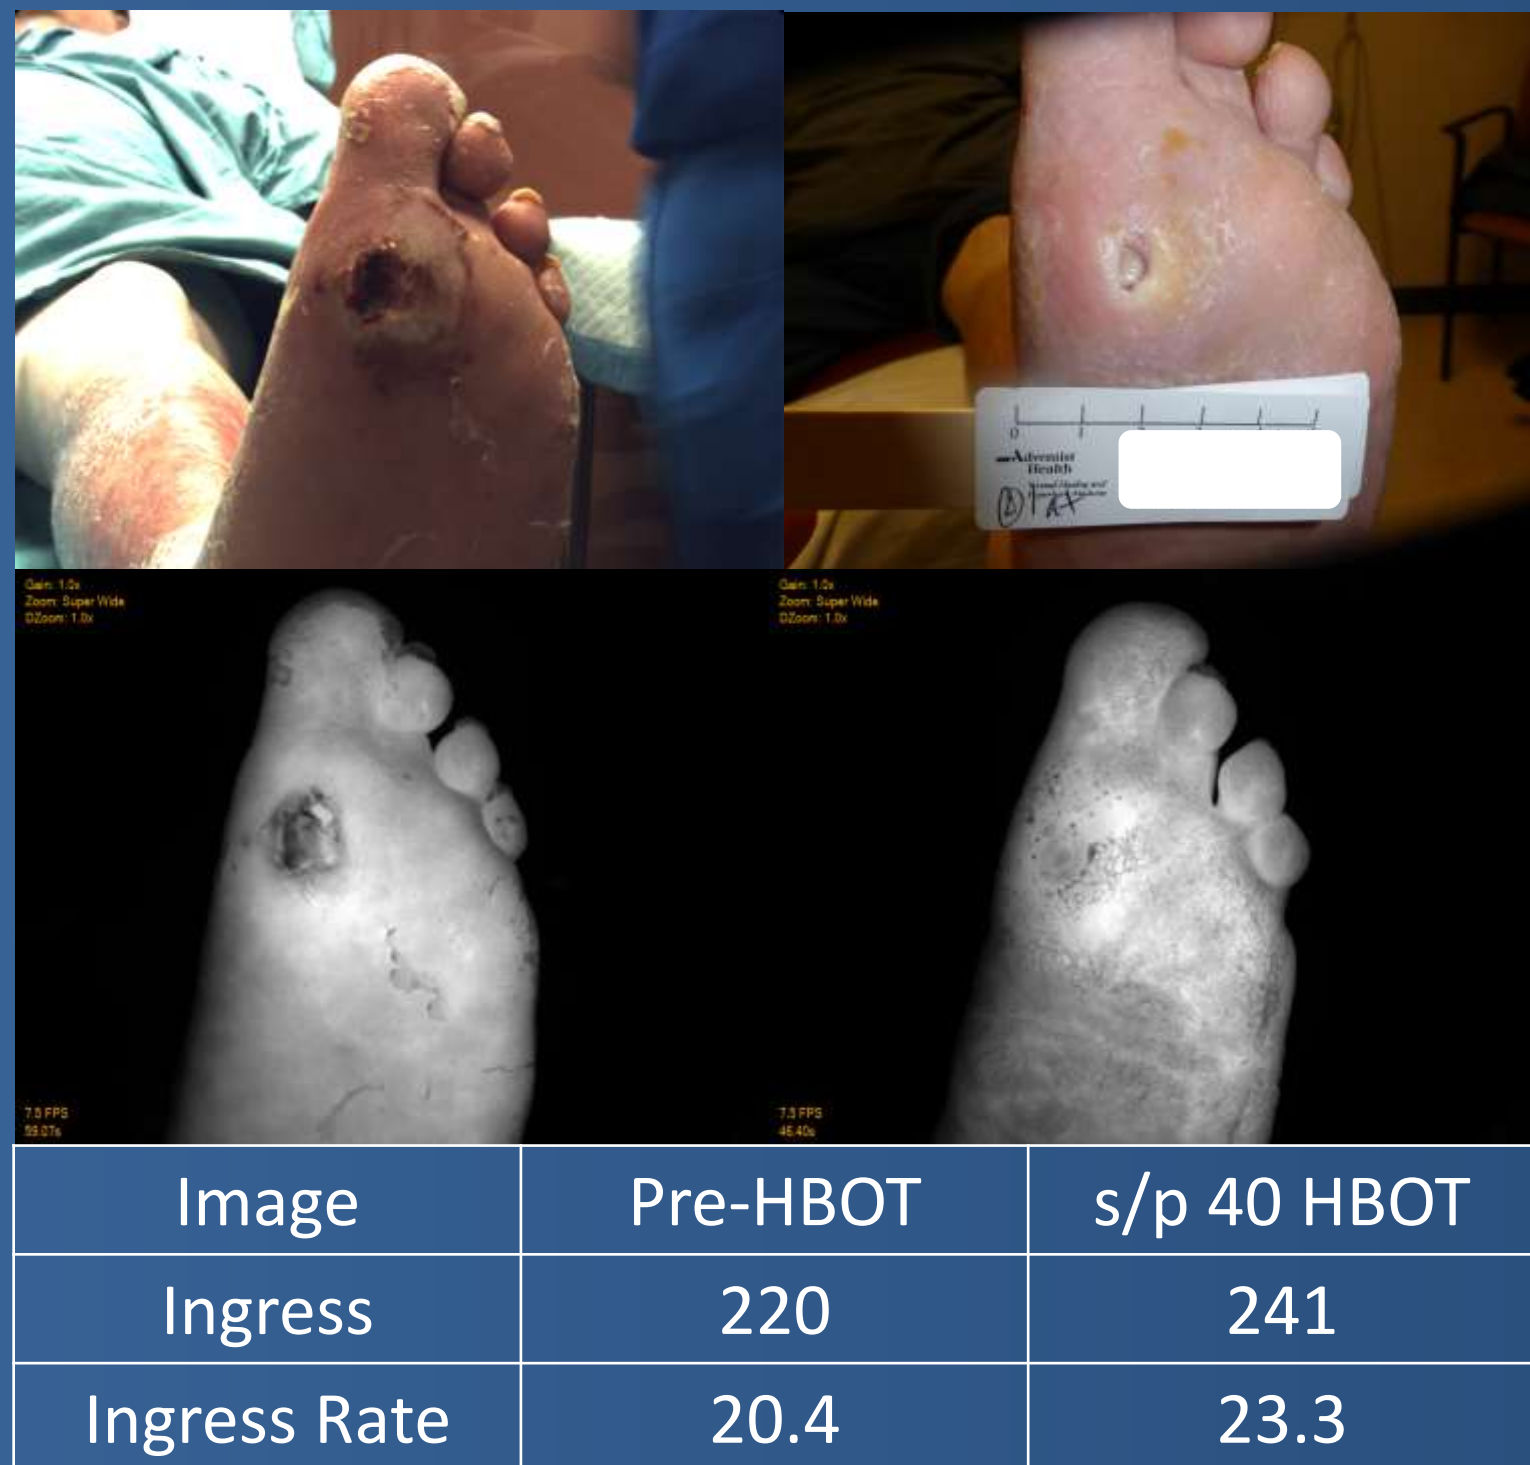 0
1
Adventist
Health
Gain: 1.0x
Zoom: Super Wide
DZoom: 1.0x
Gain: 1.0x
Zoom: Super Wide
DZoom: 1.0x
7.5 FPS
7.5 FPS
46.40s
Image Pre-HBOT s/p 40 HBOT
Ingress 220 241
Ingress Rate 20.4 23.3